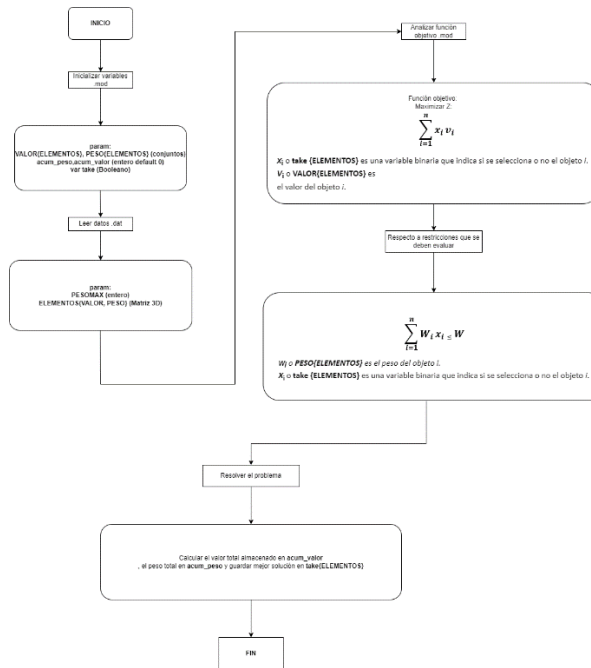 INICIO
Inicializar variables
.mod
param:
VALOR{ELEMENTOS}, PESO{ELEMENTOS} (conjuntos)
acum_peso,acum_valor (entero default 0)
var take (Booleano)
Leer datos .dat
param:
PESOMAX (entero)
ELEMENTOS(VALOR, PESO) (Matriz 3D)
Analizar función
objetivo .mod
Función objetivo:
Maximizar Z:
n
∑ xᵢ vᵢ
i=1
Xᵢ o take {ELEMENTOS} es una variable binaria que indica si se selecciona o no el objeto i.
Vᵢ o VALOR{ELEMENTOS} es
el valor del objeto i.
Respecto a restricciones que se
deben evaluar
n
∑ Wᵢ xᵢ ≤ W
i=1
Wᵢ o PESO{ELEMENTOS} es el peso del objeto i.
Xᵢ o take {ELEMENTOS} es una variable binaria que indica si se selecciona o no el objeto i.
Resolver el problema
Calcular el valor total almacenado en acum_valor
, el peso total en acum_peso y guardar mejor solución en take{ELEMENTOS}
FIN